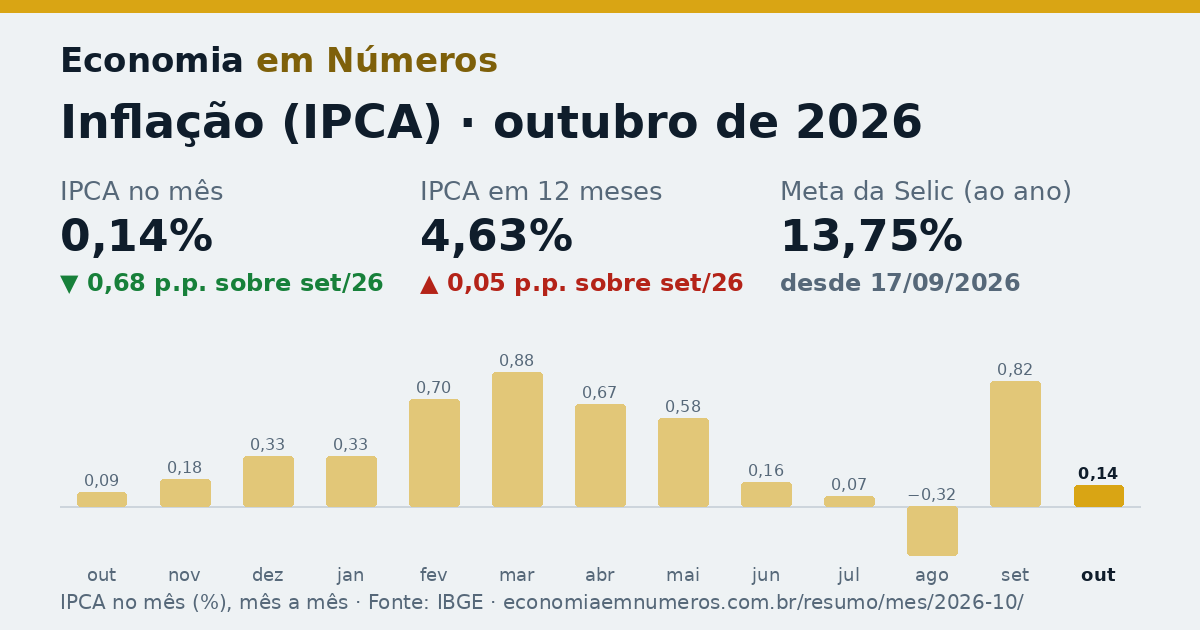 Economia em Números
Inflação (IPCA) · outubro de 2026
IPCA no mês
0,14%
▼ 0,68 p.p. sobre set/26
IPCA em 12 meses
4,63%
▲ 0,05 p.p. sobre set/26
Meta da Selic (ao ano)
13,75%
desde 17/09/2026
0,09
0,18
0,33
0,33
0,70
0,88
0,67
0,58
0,16
0,07
−0,32
0,82
0,14
out nov dez jan fev mar abr mai jun jul ago set out
IPCA no mês (%), mês a mês · Fonte: IBGE · economiaemnumeros.com.br/resumo/mes/2026-10/